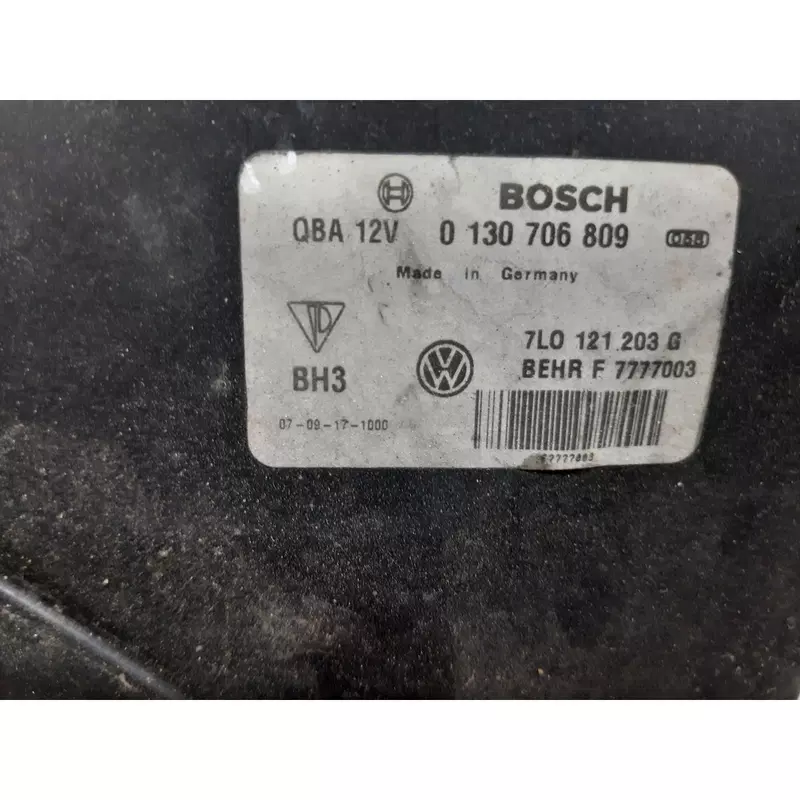 BOSCH
QBA 12V 0 130 706 809
Made in Germany
7L0 121 203 G
BH3 BEHR F 7777003
07-09-17-1000